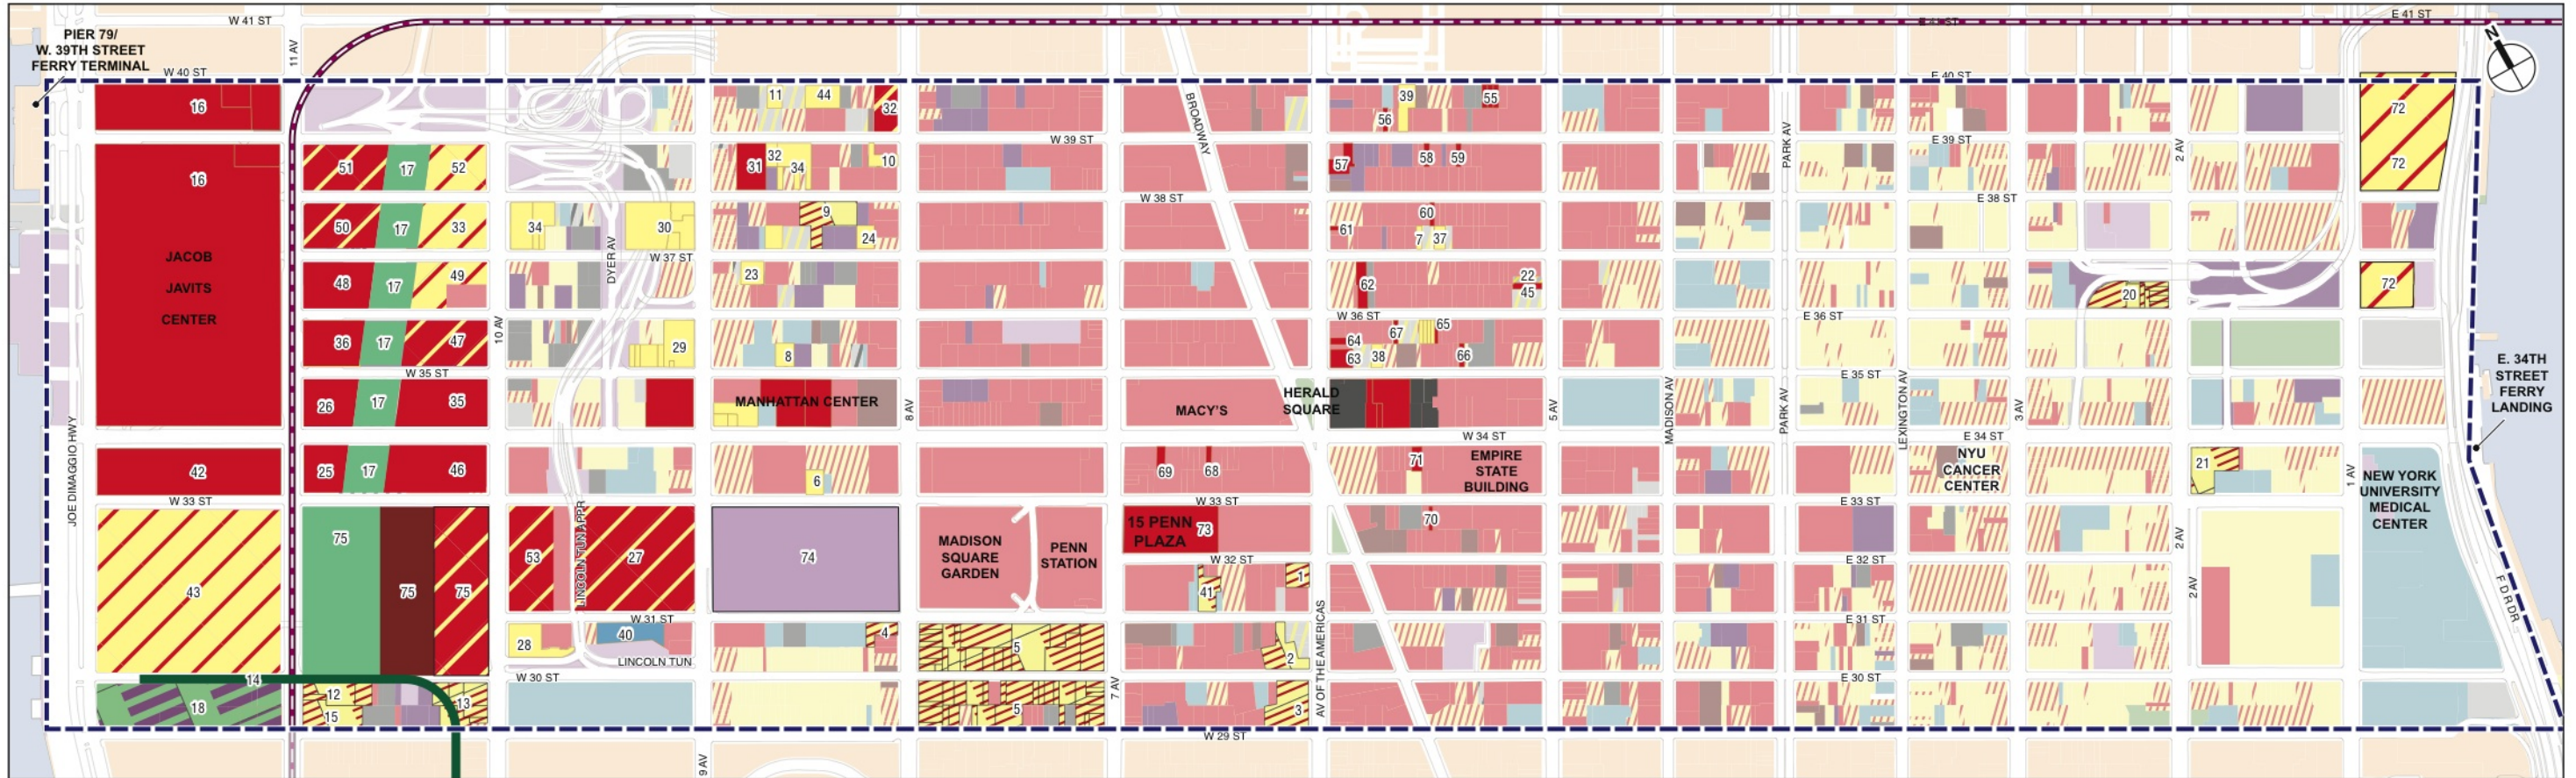 W 41 ST
E 41 ST
E 41 ST
PIER 79/
W. 39TH STREET
FERRY TERMINAL
11 AV
N
W 40 ST
E 40 ST
16
11
44
32
BROADWAY
39
55
56
72
W 39 ST
PARK AV
E 39 ST
2 AV
16
51
17
52
31
32
34
10
57
58
59
72
W 38 ST
E 38 ST
50
17
33
34
30
9
24
60
61
7
37
JACOB
JAVITS
CENTER
DYER AV
W 37 ST
48
17
49
23
62
22
45
20
72
10 AV
W 36 ST
E 36 ST
36
17
47
29
8
64
67
65
63
38
66
W 35 ST
E 35 ST
26
17
35
MANHATTAN CENTER
8 AV
MACY'S
HERALD
SQUARE
5 AV
MADISON AV
PARK AV
LEXINGTON AV
3 AV
E. 34TH
STREET
FERRY
LANDING
JOE DIMAGGIO HWY
W 34 ST
E 34 ST
42
25
17
46
6
69
68
71
EMPIRE
STATE
BUILDING
NYU
CANCER
CENTER
21
1 AV
NEW YORK
UNIVERSITY
MEDICAL
CENTER
W 33 ST
W 33 ST
E 33 ST
LINCOLN TUN APPR
43
75
75
75
53
27
74
MADISON
SQUARE
GARDEN
PENN
STATION
15 PENN
PLAZA
73
70
2 AV
W 32 ST
E 32 ST
41
1
2 AV
F D R DR
W 31 ST
E 31 ST
28
40
LINCOLN TUN
4
5
2
AV OF THE AMERICAS
14
W 30 ST
E 30 ST
18
12
15
13
5
7 AV
3
W 29 ST
9 AV